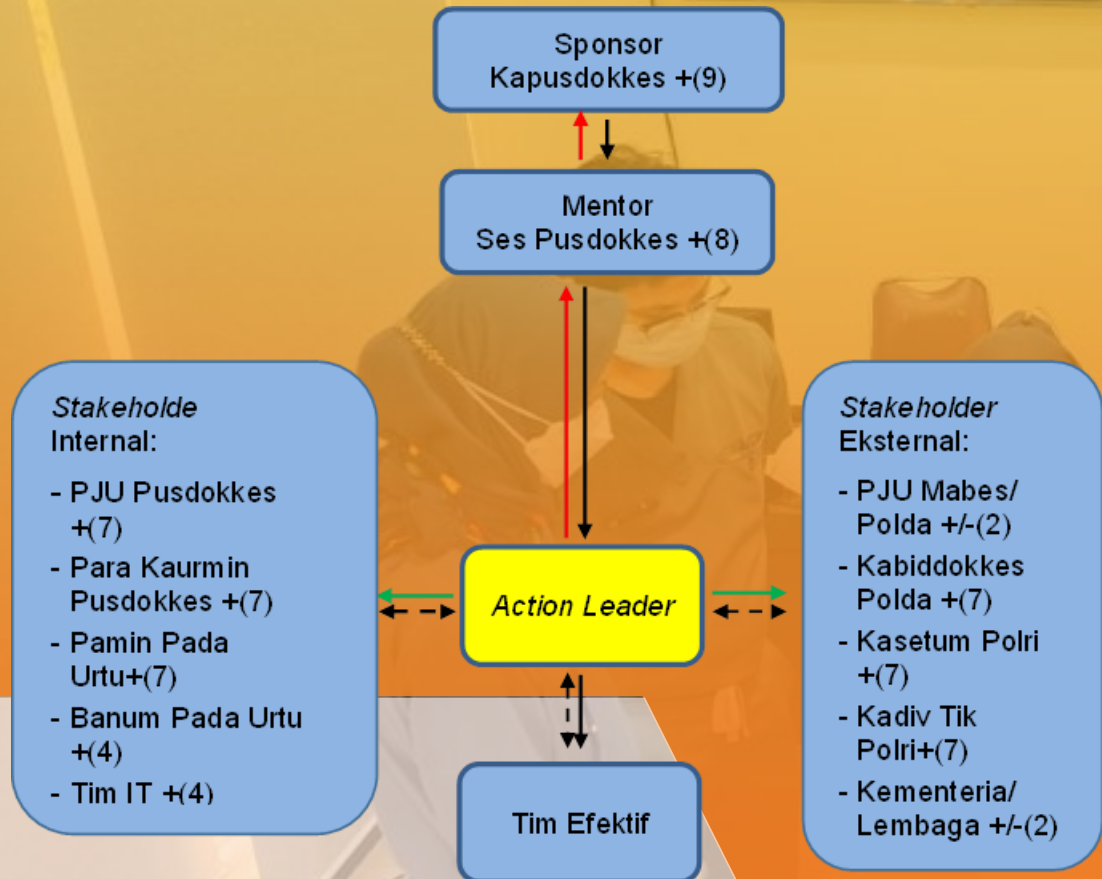 Sponsor
Kapusdokkes +(9)
Mentor
Ses Pusdokkes +(8)
Stakeholde
Internal:
- PJU Pusdokkes
+(7)
- Para Kaurmin
Pusdokkes +(7)
- Pamin Pada
Urtu+(7)
- Banum Pada Urtu
+(4)
- Tim IT +(4)
Action Leader
Tim Efektif
Stakeholder
Eksternal:
- PJU Mabes/
Polda +/-(2)
- Kabiddokkes
Polda +(7)
- Kasetum Polri
+(7)
- Kadiv Tik
Polri+(7)
- Kementeria/
Lembaga +/-(2)